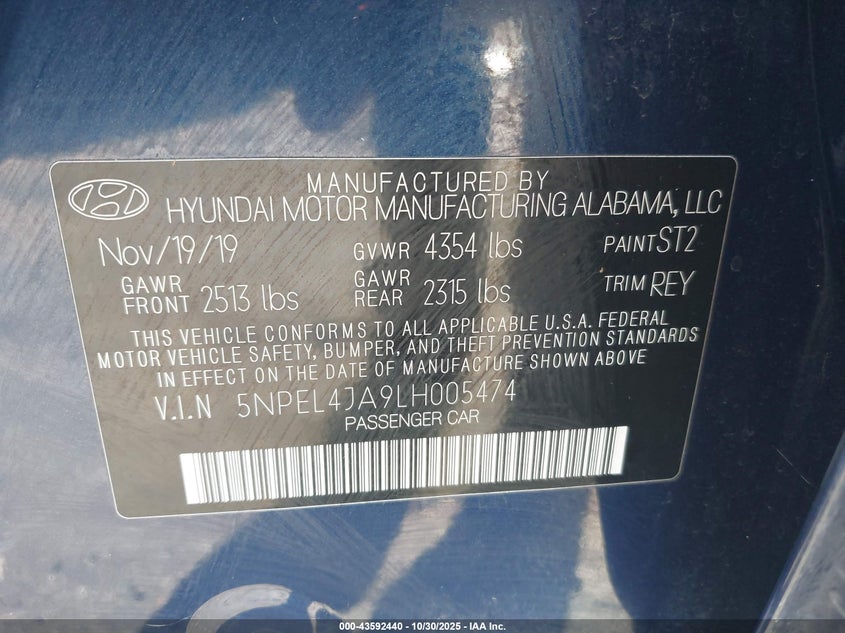 MANUFACTURED BY
HYUNDAI MOTOR MANUFACTURING ALABAMA, LLC
Nov/19/19 GVWR 4354 lbs PAINT ST2
GAWR FRONT 2513 lbs GAWR REAR 2315 lbs TRIM REY
THIS VEHICLE CONFORMS TO ALL APPLICABLE U.S.A. FEDERAL
MOTOR VEHICLE SAFETY, BUMPER, AND THEFT PREVENTION STANDARDS
IN EFFECT ON THE DATE OF MANUFACTURE SHOWN ABOVE
V.I.N 5NPEL4JA9LH005474
PASSENGER CAR
000-43592440 - 10/30/2025 - IAA Inc.